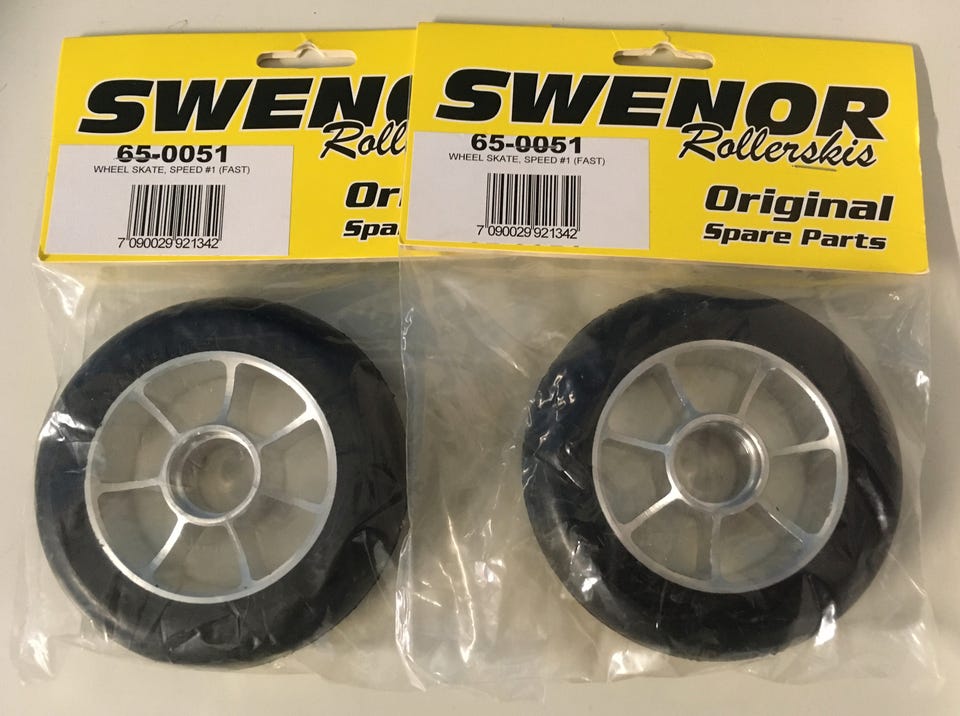 SWENO
Roll
65-0051
WHEEL SKATE, SPEED #1 (FAST)
Ori
Spa
7 090029 921342
SWENOR
Rollerskis
65-0051
WHEEL SKATE, SPEED #1 (FAST)
Original
Spare Parts
7 090029 921342